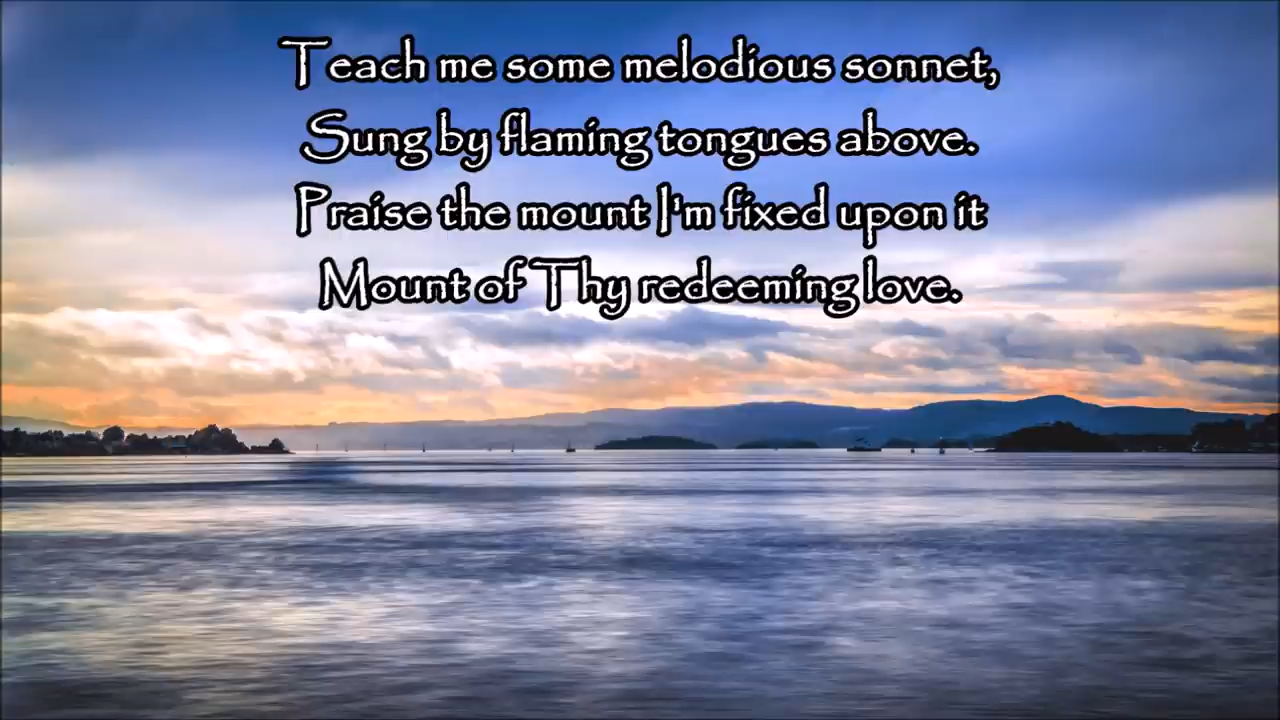 Teach me some melodious sonnet,
Sung by flaming tongues above.
Praise the mount I'm fixed upon it
Mount of Thy redeeming love.